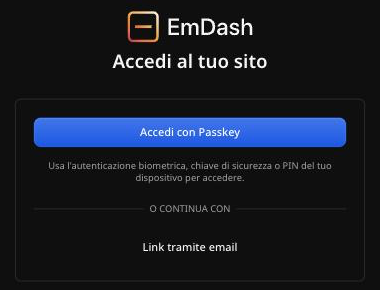 EmDash
Accedi al tuo sito
Accedi con Passkey
Usa l'autenticazione biometrica, chiave di sicurezza o PIN del tuo
dispositivo per accedere.
O CONTINUA CON
Link tramite email